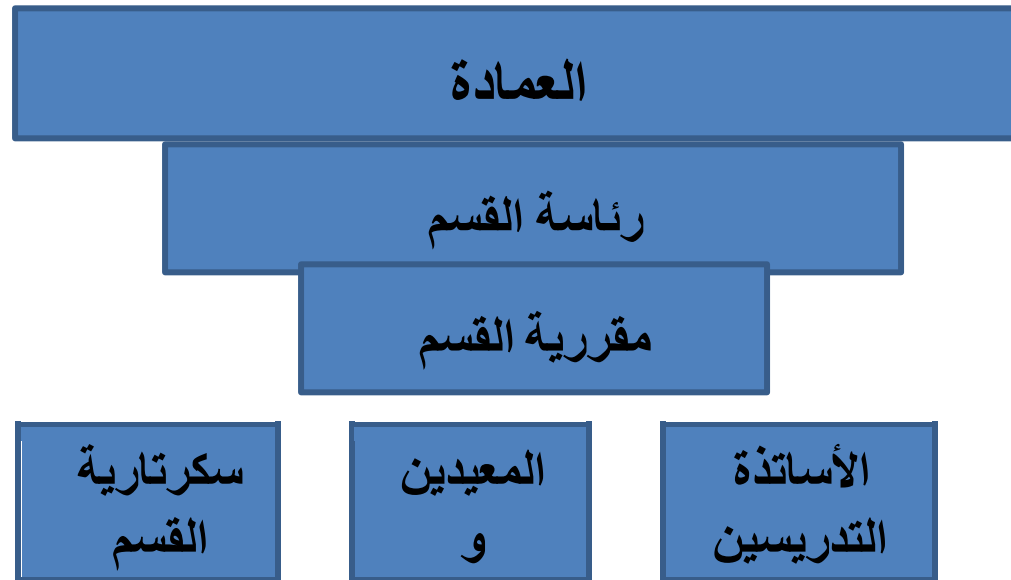 العمادة
رئاسة القسم
مقررية القسم
الأساتذة
التدريسين
المعيدين
و
سكرتارية
القسم